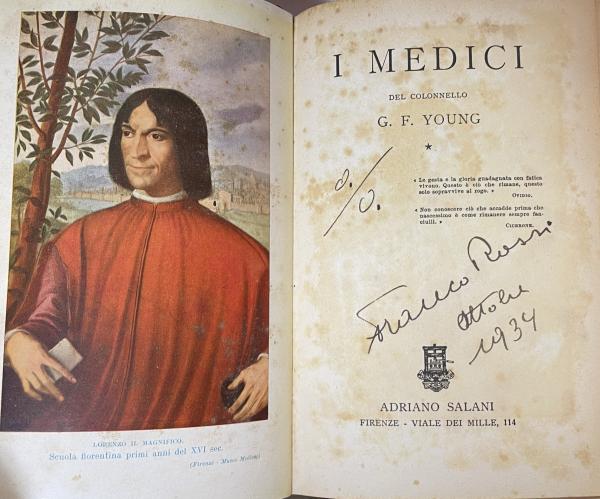 LORENZO IL MAGNIFICO.
Scuola fiorentina primi anni del XVI sec.
(Firenze - Museo Mediceo)
I MEDICI
DEL COLONNELLO
G. F. YOUNG
*
« Le gesta e la gloria guadagnata con fatica
vivono. Questo è ciò che rimane, questo
solo sopravvive al rogo. »
OVIDIO.
« Non conoscere ciò che accadde prima che
nascessimo è come rimanere sempre fan-
ciulli. »
CICERONE.
Franco Rossi
Ottobre
1934
ADRIANO SALANI
FIRENZE - VIALE DEI MILLE, 114